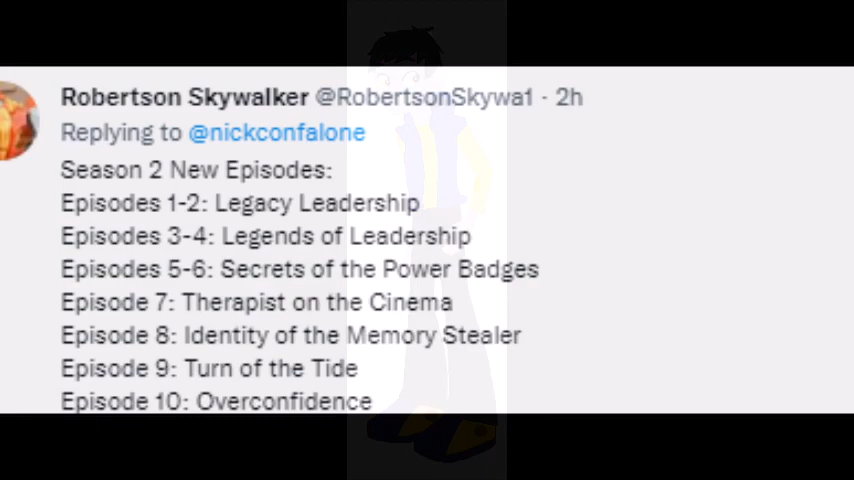 Robertson Skywalker @RobertsonSkywa1 · 2h
Replying to @nickconfalone
Season 2 New Episodes:
Episodes 1-2: Legacy Leadership
Episodes 3-4: Legends of Leadership
Episodes 5-6: Secrets of the Power Badges
Episode 7: Therapist on the Cinema
Episode 8: Identity of the Memory Stealer
Episode 9: Turn of the Tide
Episode 10: Overconfidence